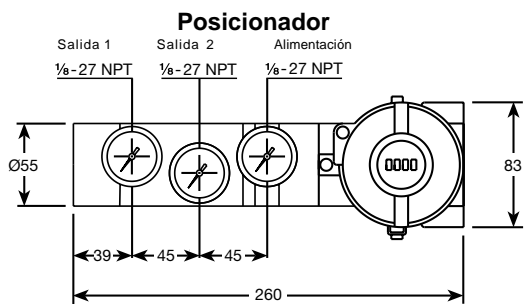 Posicionador
Salida 1 Salida 2 Alimentación
⅛-27 NPT ⅛-27 NPT ⅛-27 NPT
Ø55
83
39 45 45
260